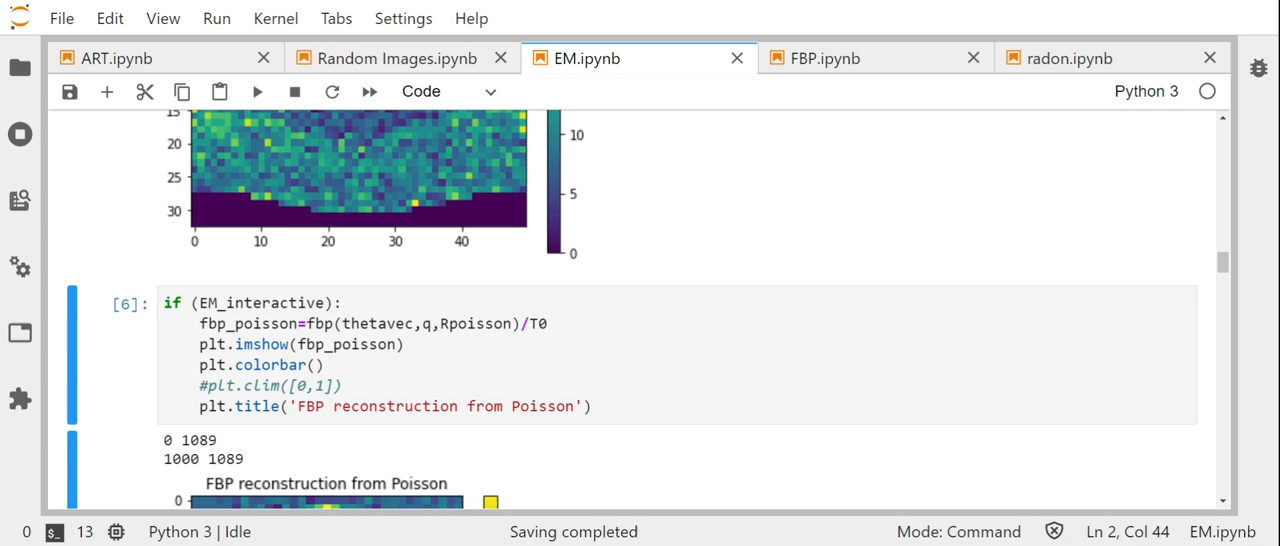 File Edit View Run Kernel Tabs Settings Help
ART.ipynb Random Images.ipynb EM.ipynb FBP.ipynb radon.ipynb
Code Python 3
15
20
25
30
0 10 20 30 40
10
5
0
[6]: if (EM_interactive):
fbp_poisson=fbp(thetavec,q,Rpoisson)/T0
plt.imshow(fbp_poisson)
plt.colorbar()
#plt.clim([0,1])
plt.title('FBP reconstruction from Poisson')
0 1089
1000 1089
FBP reconstruction from Poisson
0
0 $_ 13 Python 3 | Idle Saving completed Mode: Command Ln 2, Col 44 EM.ipynb